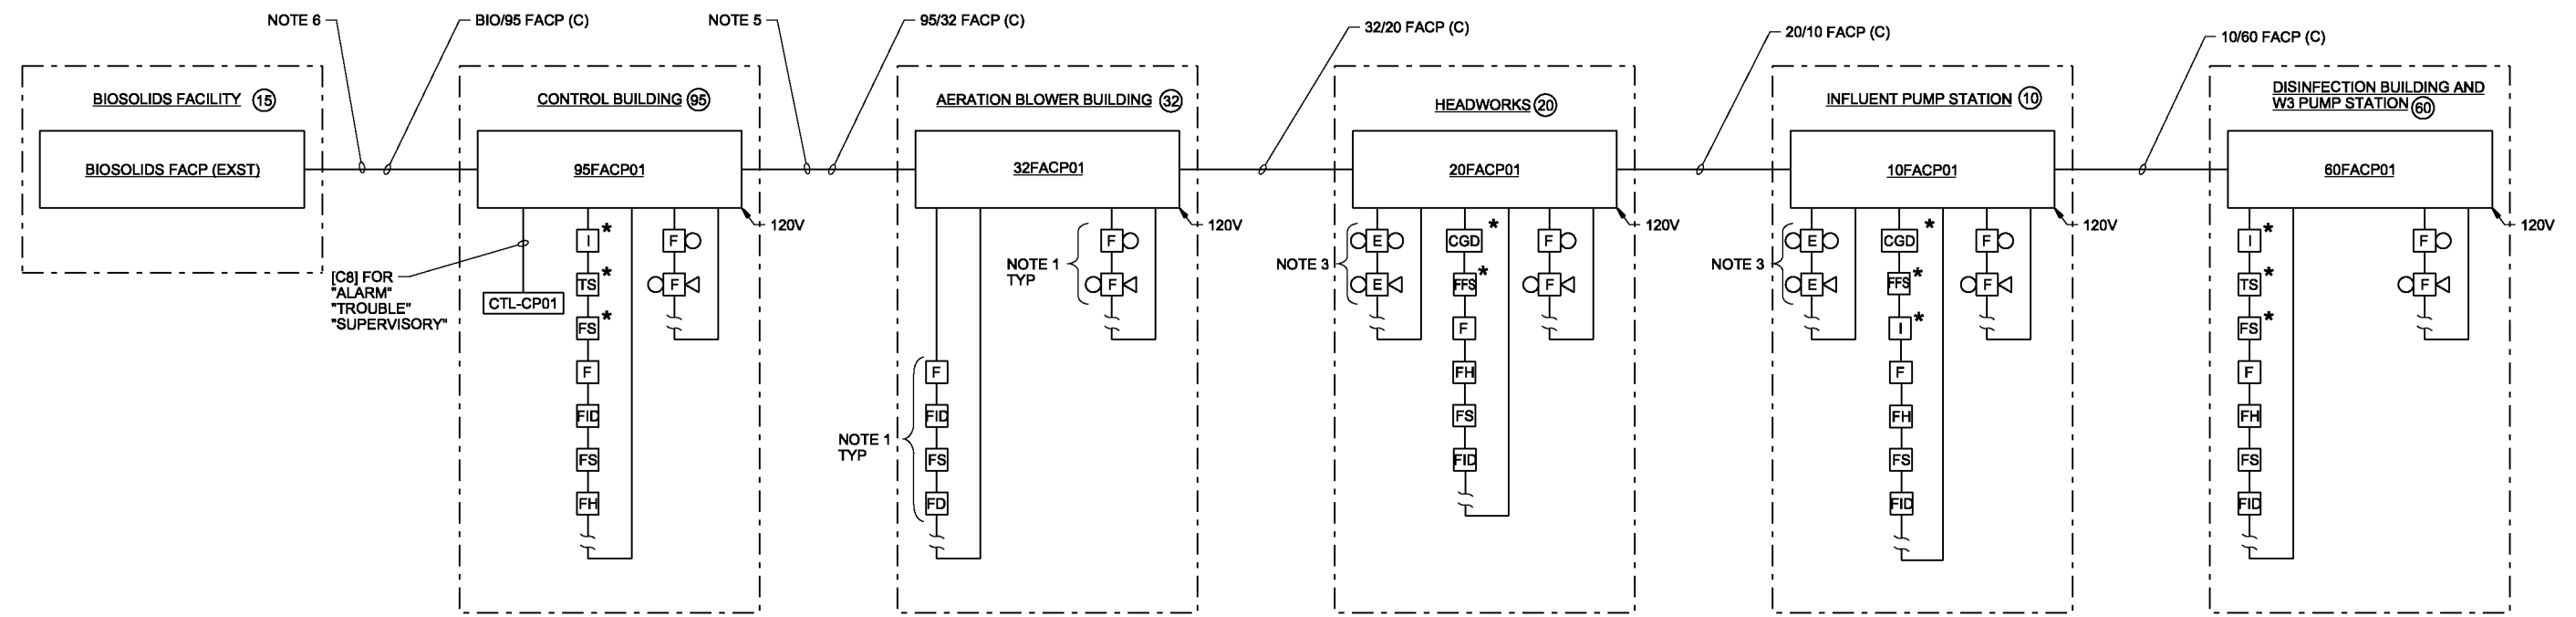 NOTE 6
BIO/95 FACP (C)
NOTE 5
95/32 FACP (C)
32/20 FACP (C)
20/10 FACP (C)
10/60 FACP (C)
BIOSOLIDS FACILITY 15
BIOSOLIDS FACP (EXST)
CONTROL BUILDING 95
95FACP01
120V
[C8] FOR
"ALARM"
"TROUBLE"
"SUPERVISORY"
CTL-CP01
I *
TS *
FS *
F
FID
FS
FH
F
F
AERATION BLOWER BUILDING 32
32FACP01
120V
NOTE 1
TYP
F
F
NOTE 1
TYP
F
FID
FS
FD
HEADWORKS 20
20FACP01
120V
NOTE 3
E
E
CGD *
FFS *
F
FH
FS
FID
F
F
INFLUENT PUMP STATION 10
10FACP01
120V
NOTE 3
E
E
CGD *
FFS *
I *
F
FH
FS
FID
F
F
DISINFECTION BUILDING AND
W3 PUMP STATION 60
60FACP01
120V
I *
TS *
FS *
F
FH
FS
FID
F
F